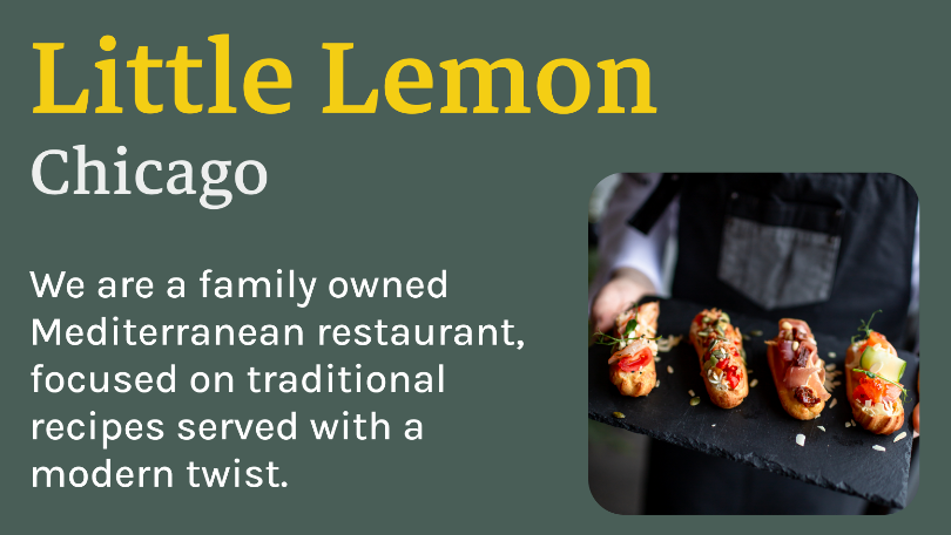 Little Lemon
Chicago
We are a family owned
Mediterranean restaurant,
focused on traditional
recipes served with a
modern twist.